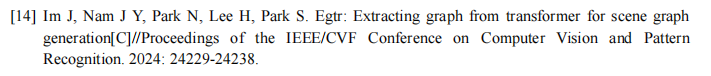 [14] Im J, Nam J Y, Park N, Lee H, Park S. Egtr: Extracting graph from transformer for scene graph
generation[C]//Proceedings of the IEEE/CVF Conference on Computer Vision and Pattern
Recognition. 2024: 24229-24238.